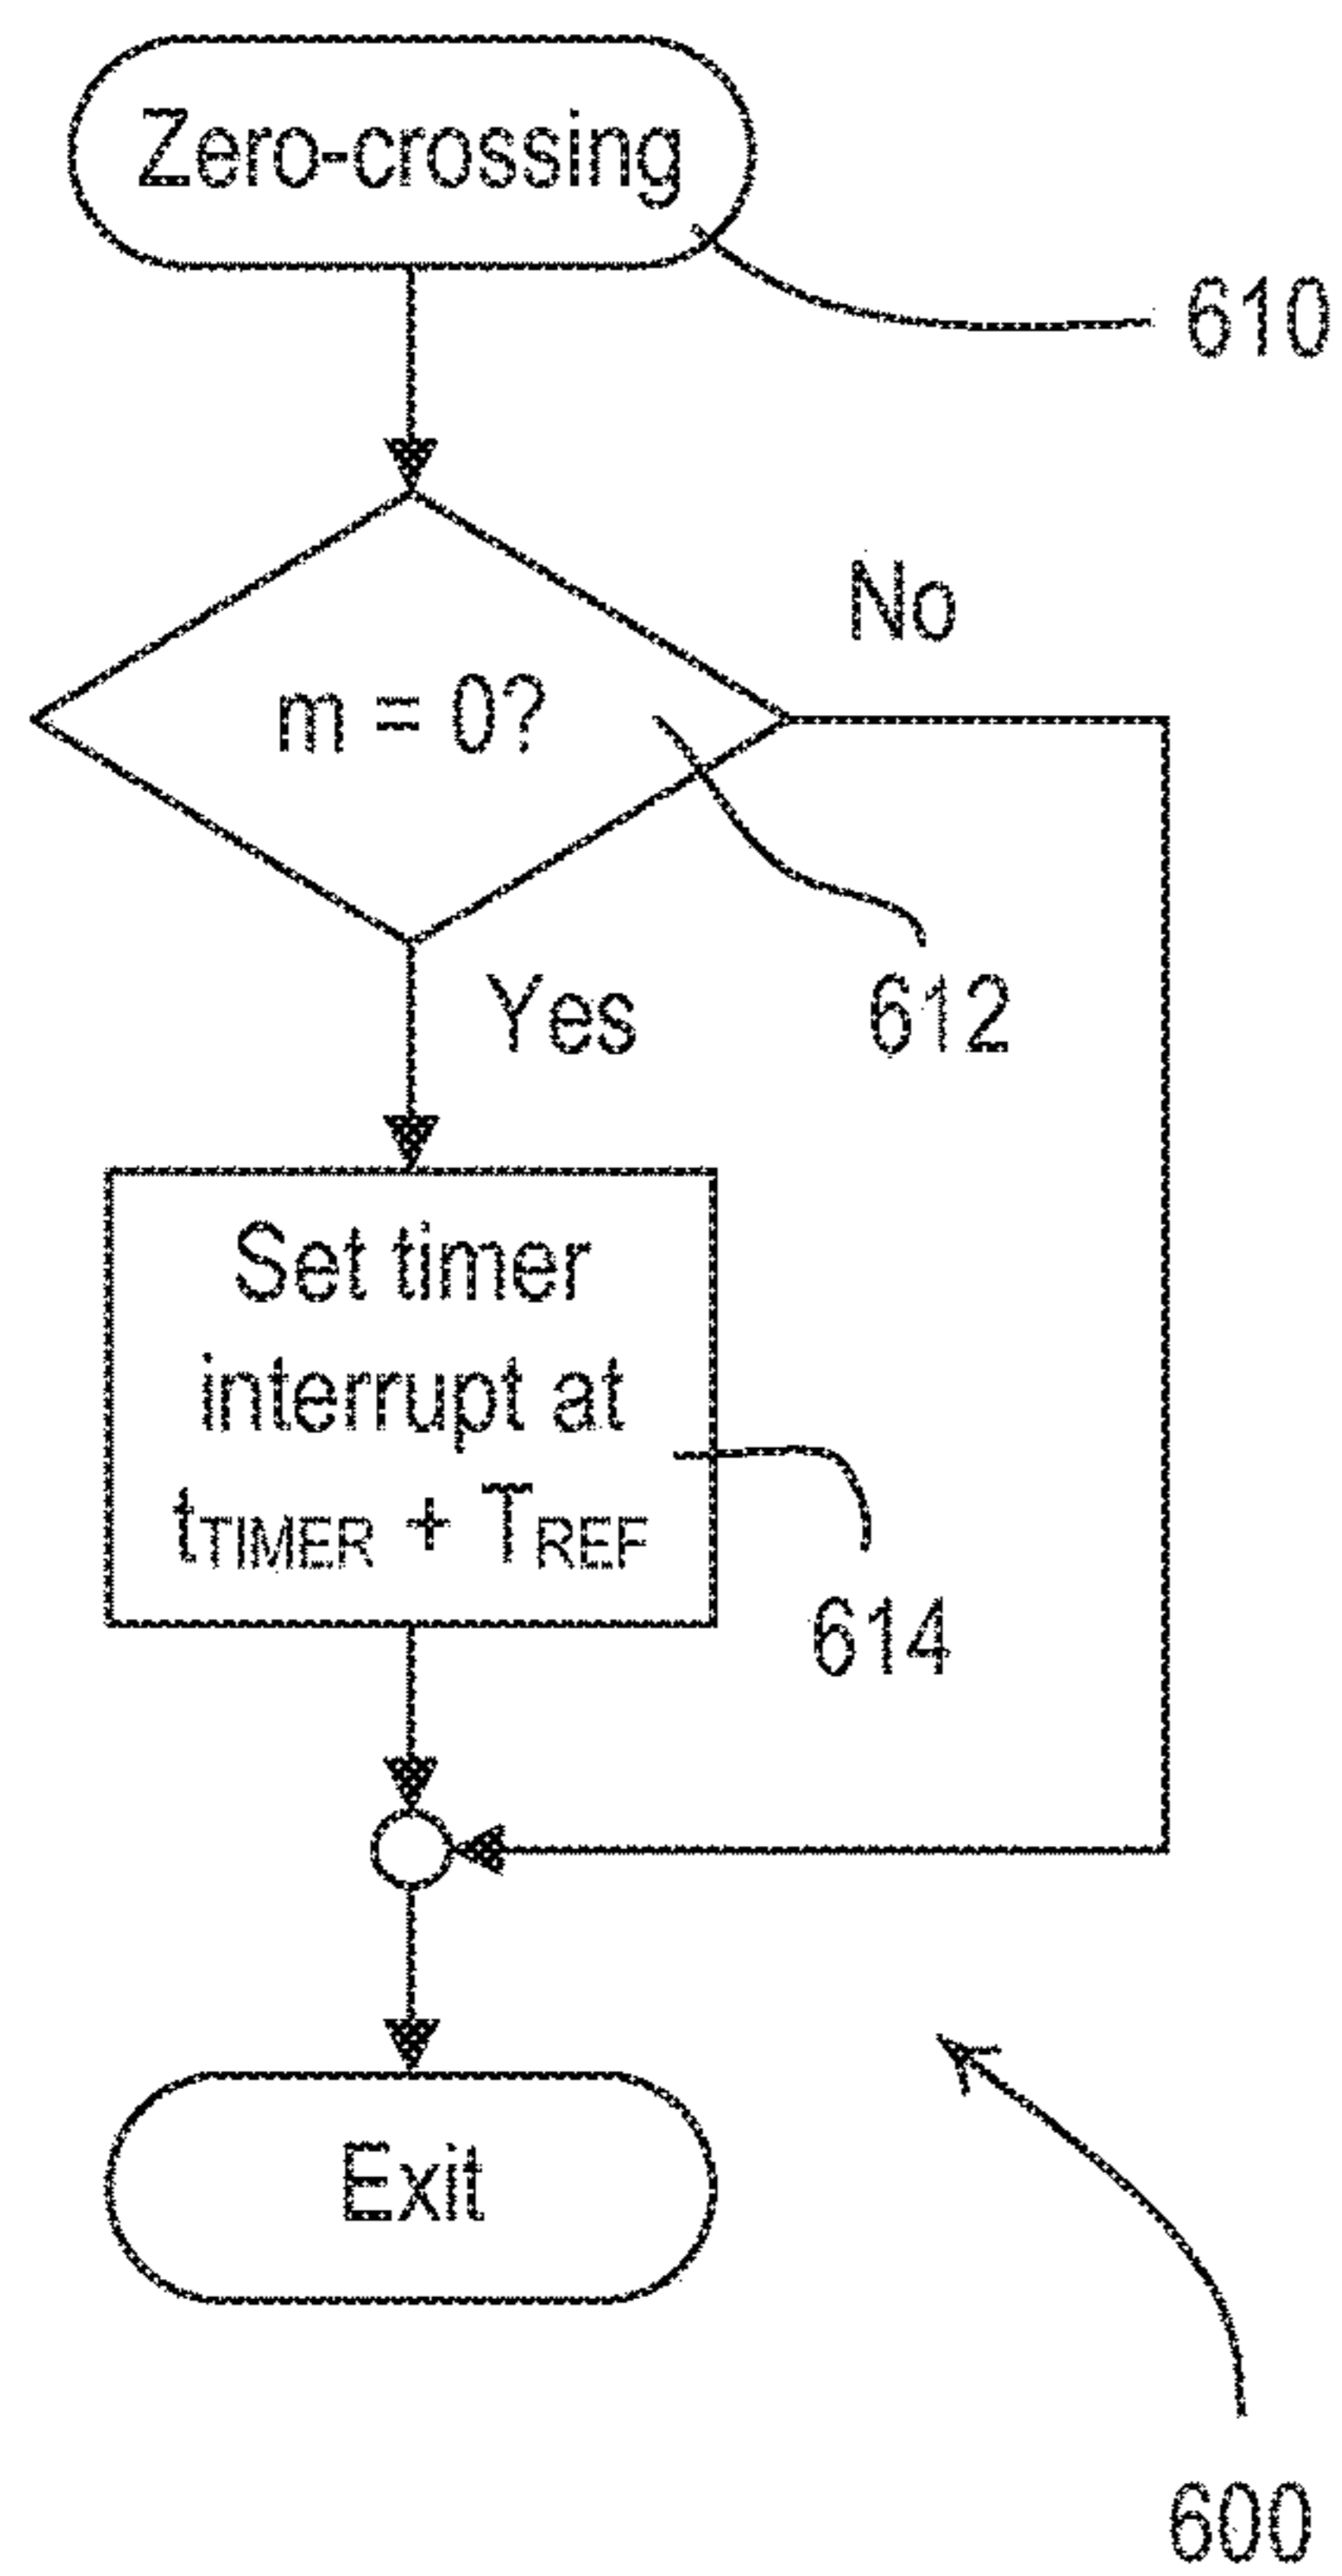 Zero-crossing
610
No
m = 0?
Yes
612
Set timer
interrupt at
tTIMER + TREF
614
Exit
600